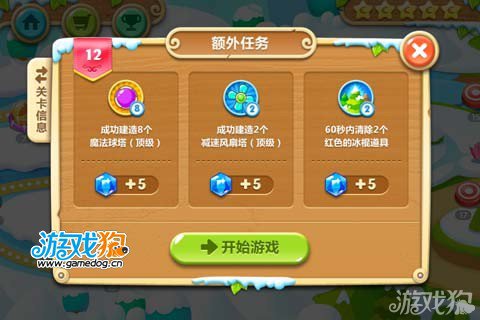 额外任务
12
关卡信息
8
2
2
成功建造8个
魔法球塔（顶级）
成功建造2个
减速风扇塔（顶级）
60秒内清除2个
红色的冰棍道具
+5
+5
+5
开始游戏
游戏狗
www.gamedog.cn
游戏狗
17